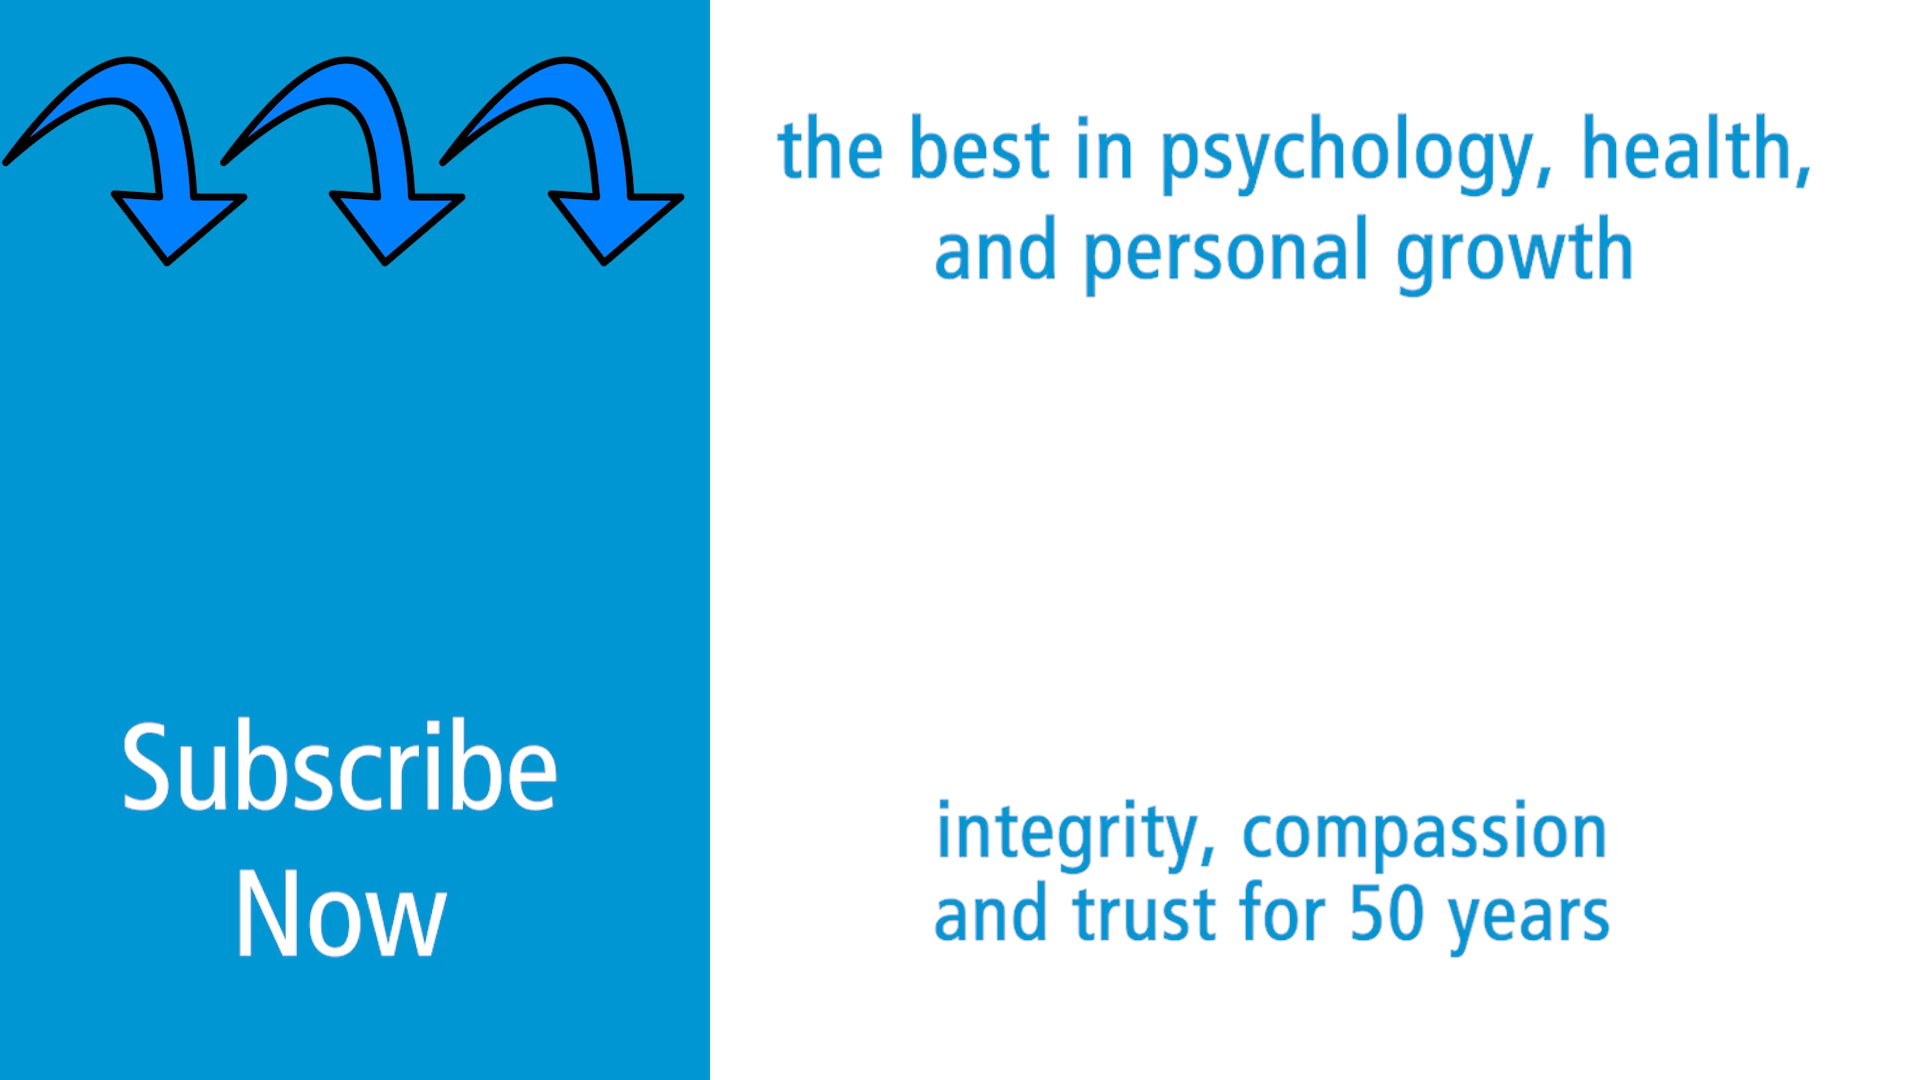 the best in psychology, health,
and personal growth
Subscribe
Now
integrity, compassion
and trust for 50 years